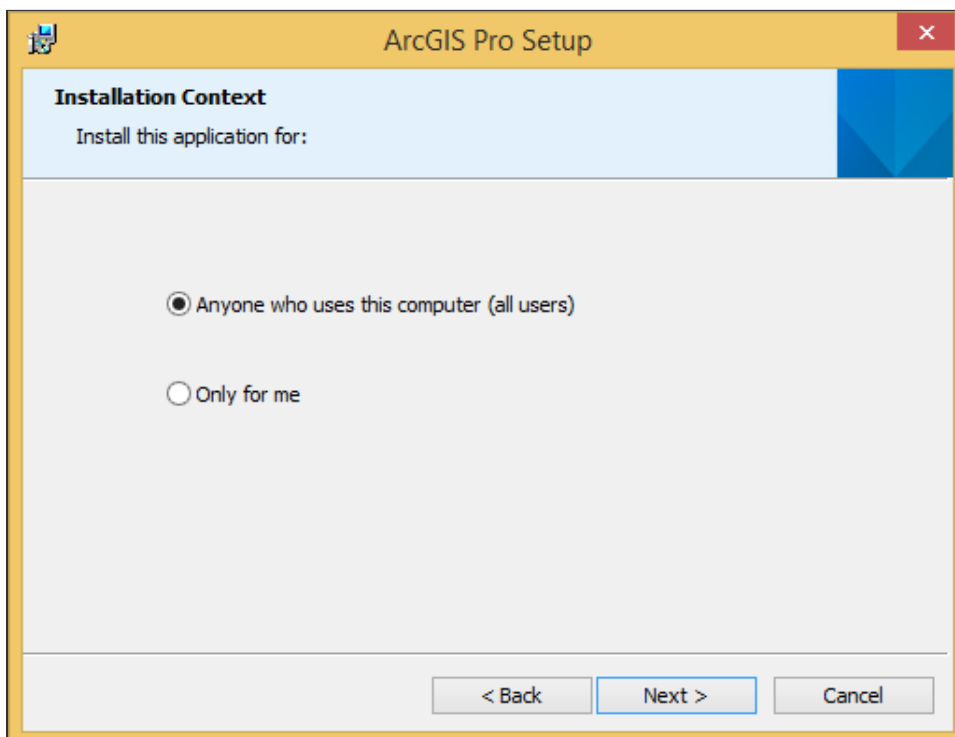 ArcGIS Pro Setup
Installation Context
Install this application for:
Anyone who uses this computer (all users)
Only for me
< Back Next > Cancel